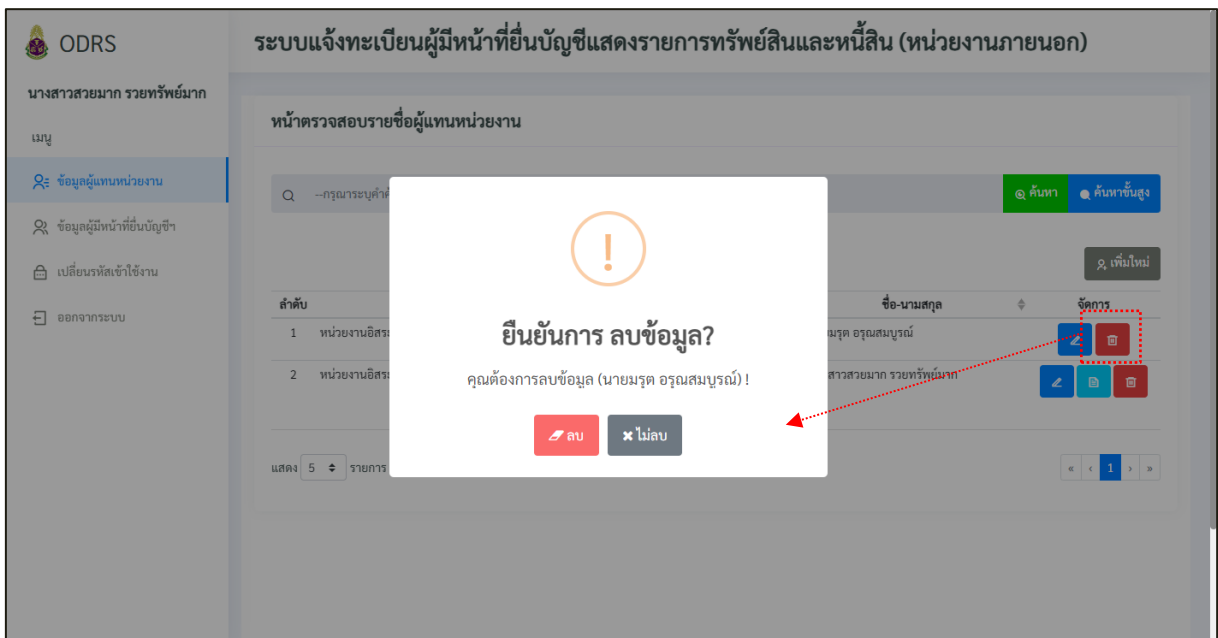 ODRS
ระบบแจ้งทะเบียนผู้มีหน้าที่ยื่นบัญชีแสดงรายการทรัพย์สินและหนี้สิน (หน่วยงานภายนอก)
นางสาวสวยมาก รวยทรัพย์มาก
เมนู
ข้อมูลผู้แทนหน่วยงาน
ข้อมูลผู้มีหน้าที่ยื่นบัญชีฯ
เปลี่ยนรหัสเข้าใช้งาน
ออกจากระบบ
หน้าตรวจสอบรายชื่อผู้แทนหน่วยงาน
--กรุณาระบุคำค้ ค้นหา ค้นหาขั้นสูง
เพิ่มใหม่
ลำดับ ชื่อ-นามสกุล จัดการ
1 หน่วยงานอิสระ มรุต อรุณสมบูรณ์
2 หน่วยงานอิสระ สาวสวยมาก รวยทรัพย์มาก
แสดง 5 รายการ « ‹ 1 › »
!
ยืนยันการ ลบข้อมูล?
คุณต้องการลบข้อมูล (นายมรุต อรุณสมบูรณ์) !
ลบ ไม่ลบ